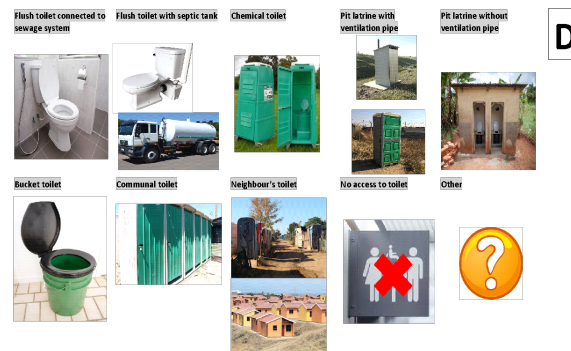 Flush toilet connected to
sewage system
Flush toilet with septic tank
Chemical toilet
Pit latrine with
ventilation pipe
Pit latrine without
ventilation pipe
D
Bucket toilet
Communal toilet
Neighbour's toilet
No access to toilet
Other
?